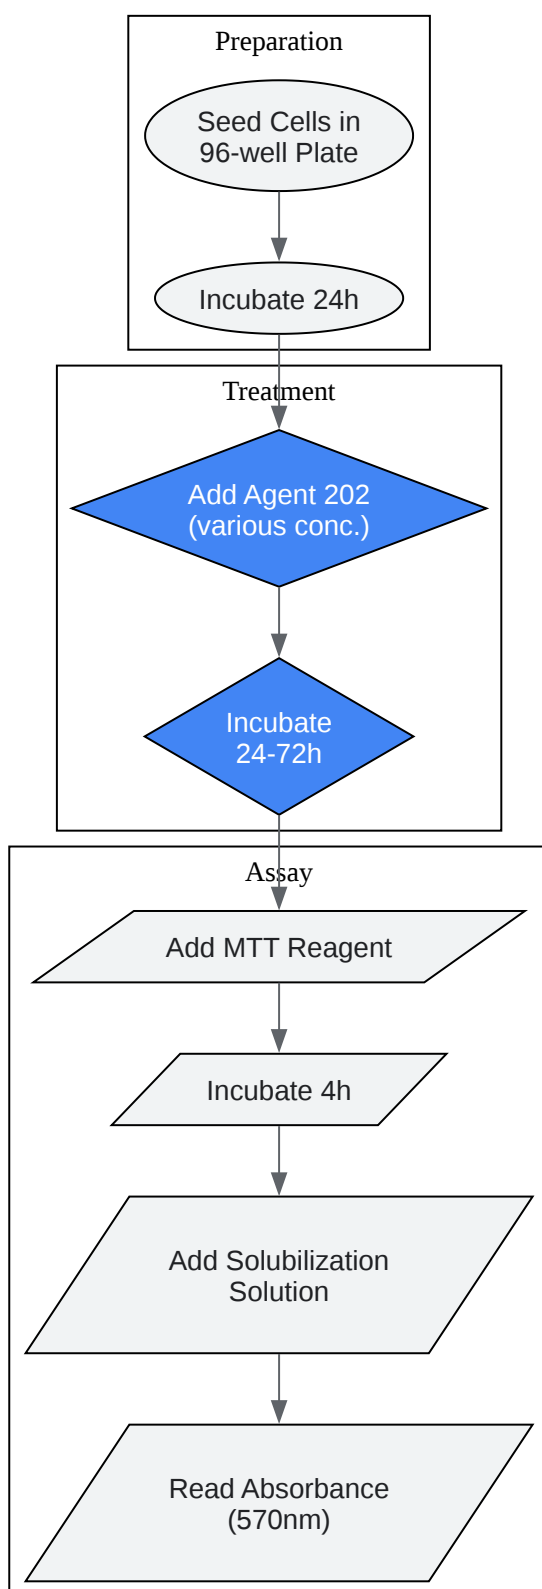 Preparation
Seed Cells in
96-well Plate
Incubate 24h
Treatment
Add Agent 202
(various conc.)
Incubate
24-72h
Assay
Add MTT Reagent
Incubate 4h
Add Solubilization
Solution
Read Absorbance
(570nm)